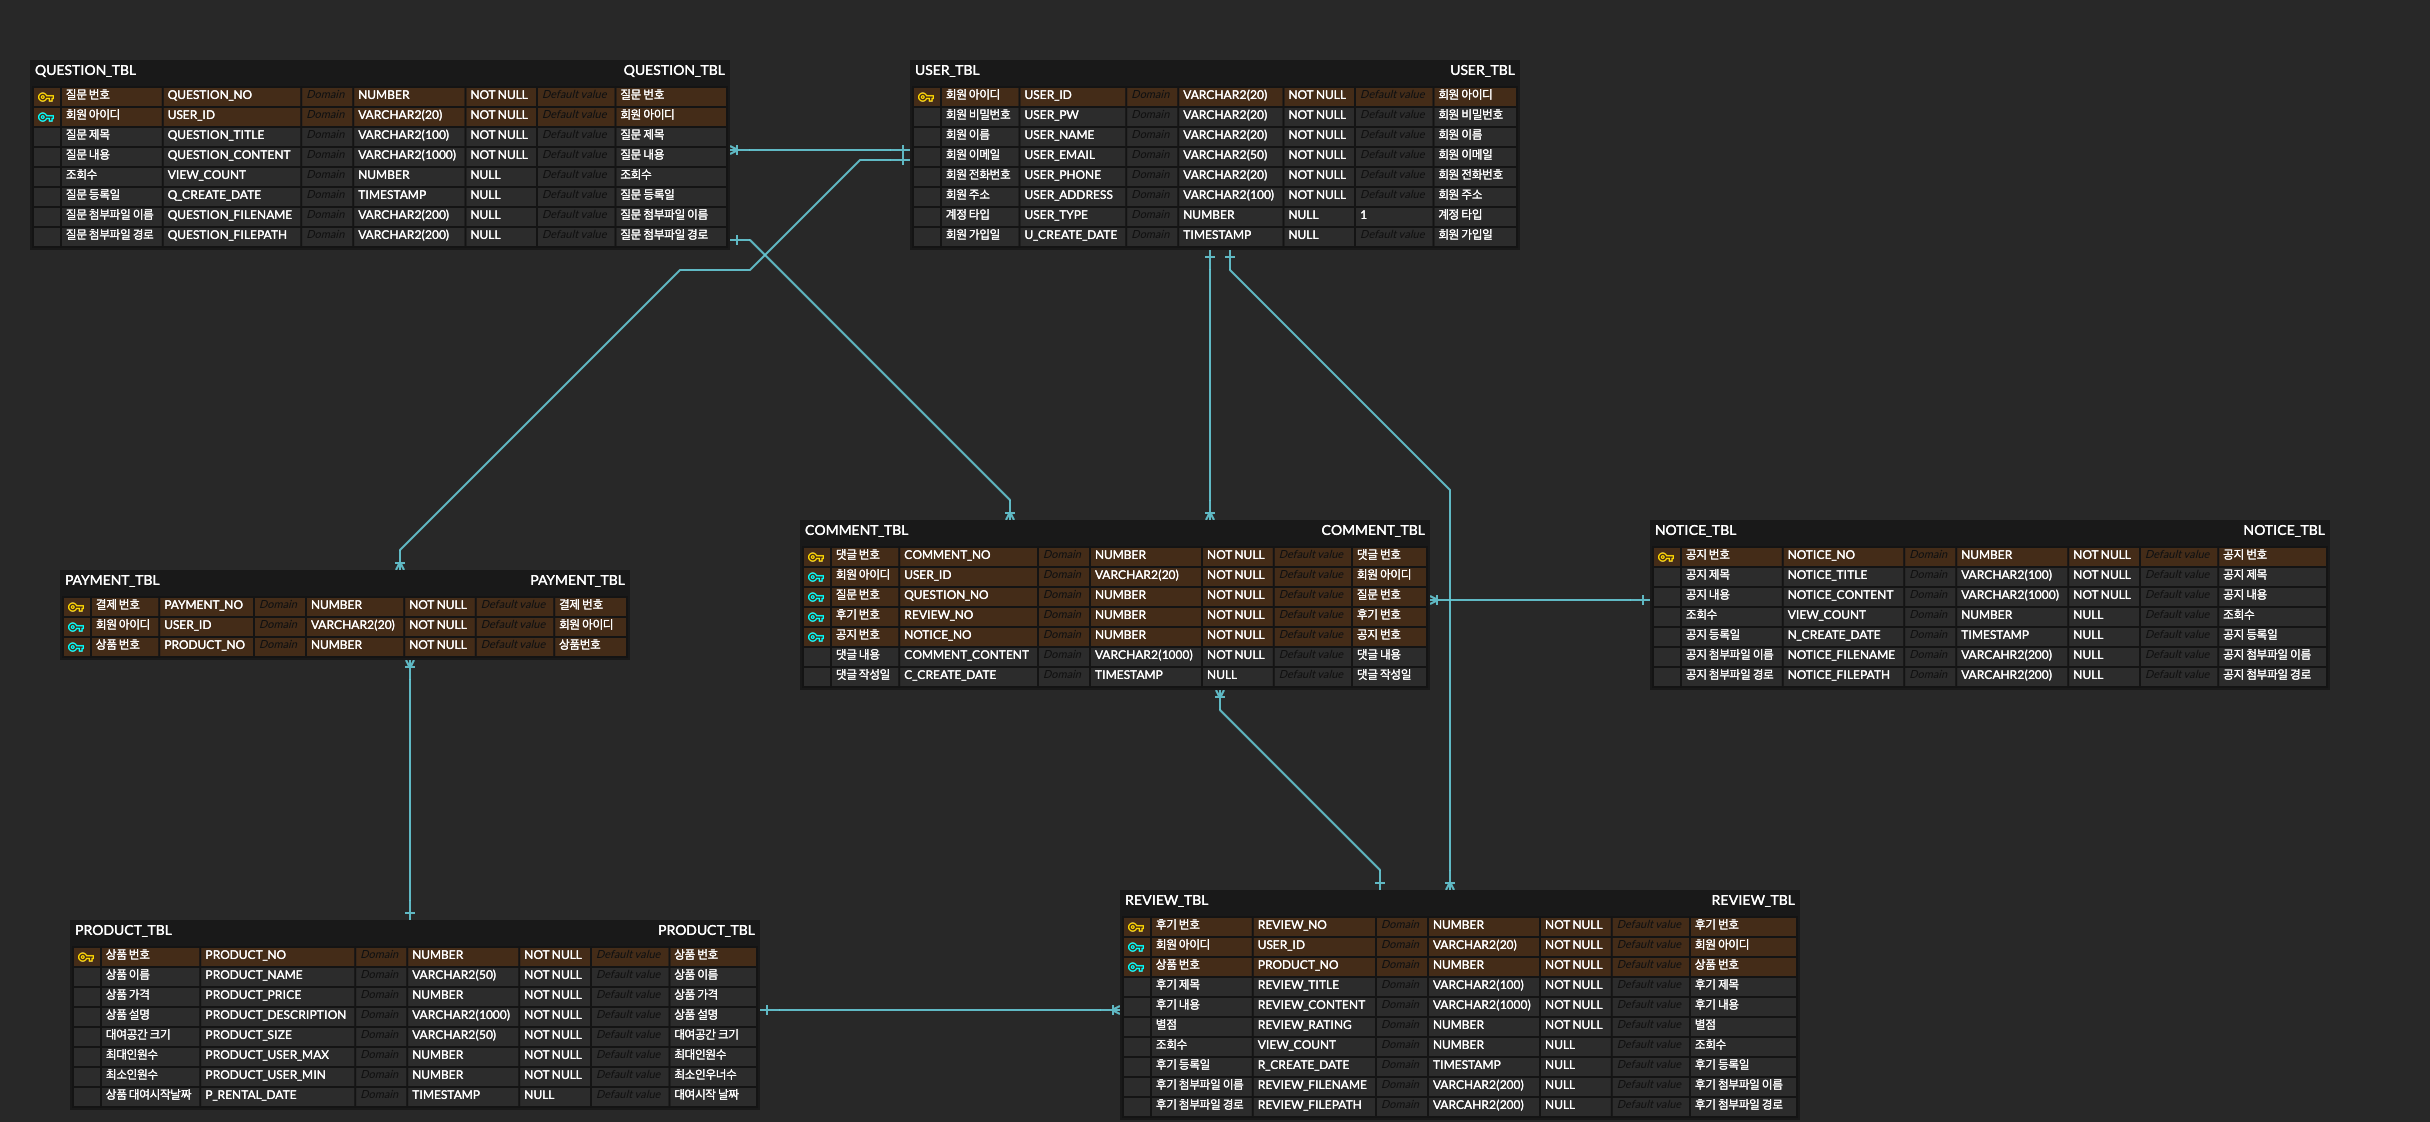 QUESTION_TBL QUESTION_TBL
질문 번호 QUESTION_NO Domain NUMBER NOT NULL Default value 질문 번호
회원 아이디 USER_ID Domain VARCHAR2(20) NOT NULL Default value 회원 아이디
질문 제목 QUESTION_TITLE Domain VARCHAR2(100) NOT NULL Default value 질문 제목
질문 내용 QUESTION_CONTENT Domain VARCHAR2(1000) NOT NULL Default value 질문 내용
조회수 VIEW_COUNT Domain NUMBER NULL Default value 조회수
질문 등록일 Q_CREATE_DATE Domain TIMESTAMP NULL Default value 질문 등록일
질문 첨부파일 이름 QUESTION_FILENAME Domain VARCHAR2(200) NULL Default value 질문 첨부파일 이름
질문 첨부파일 경로 QUESTION_FILEPATH Domain VARCHAR2(200) NULL Default value 질문 첨부파일 경로
USER_TBL USER_TBL
회원 아이디 USER_ID Domain VARCHAR2(20) NOT NULL Default value 회원 아이디
회원 비밀번호 USER_PW Domain VARCHAR2(20) NOT NULL Default value 회원 비밀번호
회원 이름 USER_NAME Domain VARCHAR2(20) NOT NULL Default value 회원 이름
회원 이메일 USER_EMAIL Domain VARCHAR2(50) NOT NULL Default value 회원 이메일
회원 전화번호 USER_PHONE Domain VARCHAR2(20) NOT NULL Default value 회원 전화번호
회원 주소 USER_ADDRESS Domain VARCHAR2(100) NOT NULL Default value 회원 주소
계정 타입 USER_TYPE Domain NUMBER NULL 1 계정 타입
회원 가입일 U_CREATE_DATE Domain TIMESTAMP NULL Default value 회원 가입일
COMMENT_TBL COMMENT_TBL
댓글 번호 COMMENT_NO Domain NUMBER NOT NULL Default value 댓글 번호
회원 아이디 USER_ID Domain VARCHAR2(20) NOT NULL Default value 회원 아이디
질문 번호 QUESTION_NO Domain NUMBER NOT NULL Default value 질문 번호
후기 번호 REVIEW_NO Domain NUMBER NOT NULL Default value 후기 번호
공지 번호 NOTICE_NO Domain NUMBER NOT NULL Default value 공지 번호
댓글 내용 COMMENT_CONTENT Domain VARCHAR2(1000) NOT NULL Default value 댓글 내용
댓글 작성일 C_CREATE_DATE Domain TIMESTAMP NULL Default value 댓글 작성일
NOTICE_TBL NOTICE_TBL
공지 번호 NOTICE_NO Domain NUMBER NOT NULL Default value 공지 번호
공지 제목 NOTICE_TITLE Domain VARCHAR2(100) NOT NULL Default value 공지 제목
공지 내용 NOTICE_CONTENT Domain VARCHAR2(1000) NOT NULL Default value 공지 내용
조회수 VIEW_COUNT Domain NUMBER NULL Default value 조회수
공지 등록일 N_CREATE_DATE Domain TIMESTAMP NULL Default value 공지 등록일
공지 첨부파일 이름 NOTICE_FILENAME Domain VARCAHR2(200) NULL Default value 공지 첨부파일 이름
공지 첨부파일 경로 NOTICE_FILEPATH Domain VARCAHR2(200) NULL Default value 공지 첨부파일 경로
PAYMENT_TBL PAYMENT_TBL
결제 번호 PAYMENT_NO Domain NUMBER NOT NULL Default value 결제 번호
회원 아이디 USER_ID Domain VARCHAR2(20) NOT NULL Default value 회원 아이디
상품 번호 PRODUCT_NO Domain NUMBER NOT NULL Default value 상품번호
PRODUCT_TBL PRODUCT_TBL
상품 번호 PRODUCT_NO Domain NUMBER NOT NULL Default value 상품 번호
상품 이름 PRODUCT_NAME Domain VARCHAR2(50) NOT NULL Default value 상품 이름
상품 가격 PRODUCT_PRICE Domain NUMBER NOT NULL Default value 상품 가격
상품 설명 PRODUCT_DESCRIPTION Domain VARCHAR2(1000) NOT NULL Default value 상품 설명
대여공간 크기 PRODUCT_SIZE Domain VARCHAR2(50) NOT NULL Default value 대여공간 크기
최대인원수 PRODUCT_USER_MAX Domain NUMBER NOT NULL Default value 최대인원수
최소인원수 PRODUCT_USER_MIN Domain NUMBER NOT NULL Default value 최소인우너수
상품 대여시작날짜 P_RENTAL_DATE Domain TIMESTAMP NULL Default value 대여시작 날짜
REVIEW_TBL REVIEW_TBL
후기 번호 REVIEW_NO Domain NUMBER NOT NULL Default value 후기 번호
회원 아이디 USER_ID Domain VARCHAR2(20) NOT NULL Default value 회원 아이디
상품 번호 PRODUCT_NO Domain NUMBER NOT NULL Default value 상품 번호
후기 제목 REVIEW_TITLE Domain VARCHAR2(100) NOT NULL Default value 후기 제목
후기 내용 REVIEW_CONTENT Domain VARCHAR2(1000) NOT NULL Default value 후기 내용
별점 REVIEW_RATING Domain NUMBER NOT NULL Default value 별점
조회수 VIEW_COUNT Domain NUMBER NULL Default value 조회수
후기 등록일 R_CREATE_DATE Domain TIMESTAMP NULL Default value 후기 등록일
후기 첨부파일 이름 REVIEW_FILENAME Domain VARCHAR2(200) NULL Default value 후기 첨부파일 이름
후기 첨부파일 경로 REVIEW_FILEPATH Domain VARCAHR2(200) NULL Default value 후기 첨부파일 경로